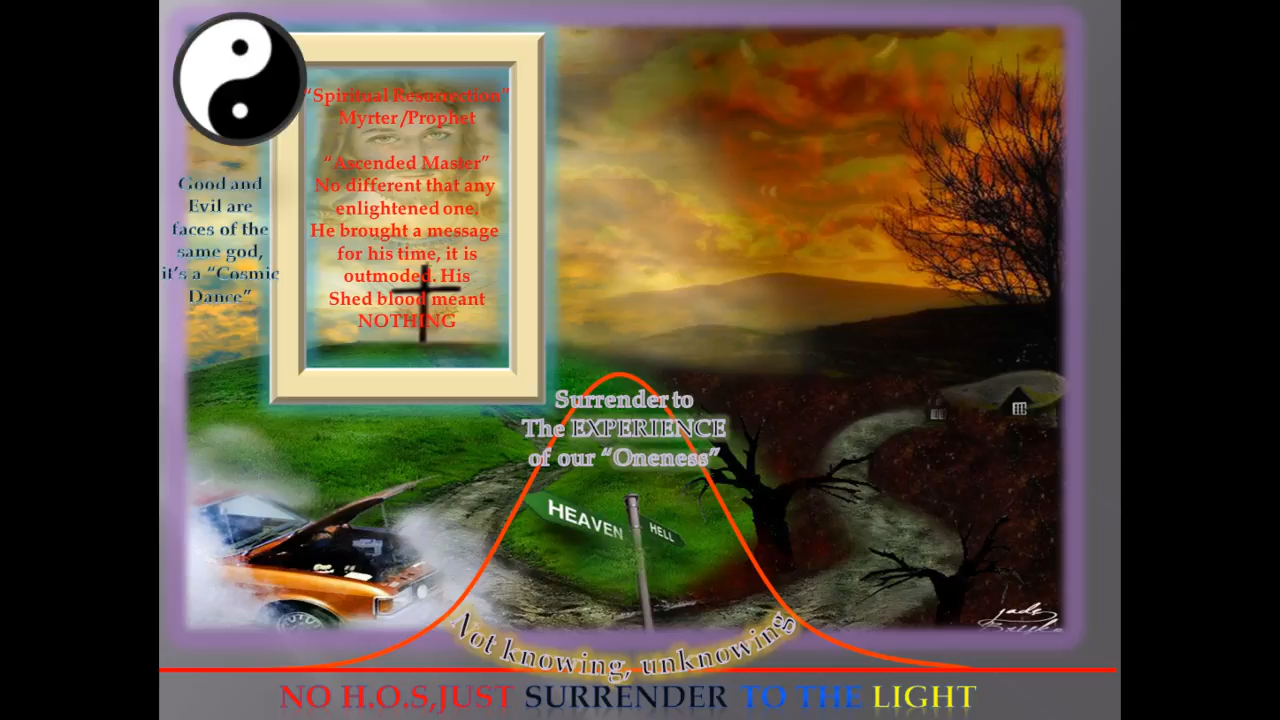 "Spiritual Resurrection"
Myrter/Prophet
"Ascended Master"
No different that any
enlightened one.
He brought a message
for his time, it is
outmoded. His
Shed blood meant
NOTHING
Good and
Evil are
faces of the
same god,
it's a "Cosmic
Dance"
Surrender to
The EXPERIENCE
of our "Oneness"
HEAVEN
HELL
Not knowing, unknowing
NO H.O.S,JUST SURRENDER TO THE LIGHT